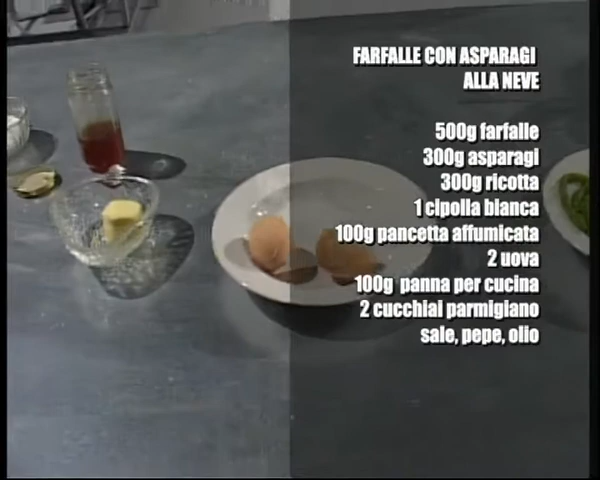 FARFALLE CON ASPARAGI
ALLA NEVE
500g farfalle
300g asparagi
300g ricotta
1 cipolla bianca
100g pancetta affumicata
2 uova
100g panna per cucina
2 cucchiai parmigiano
sale, pepe, olio